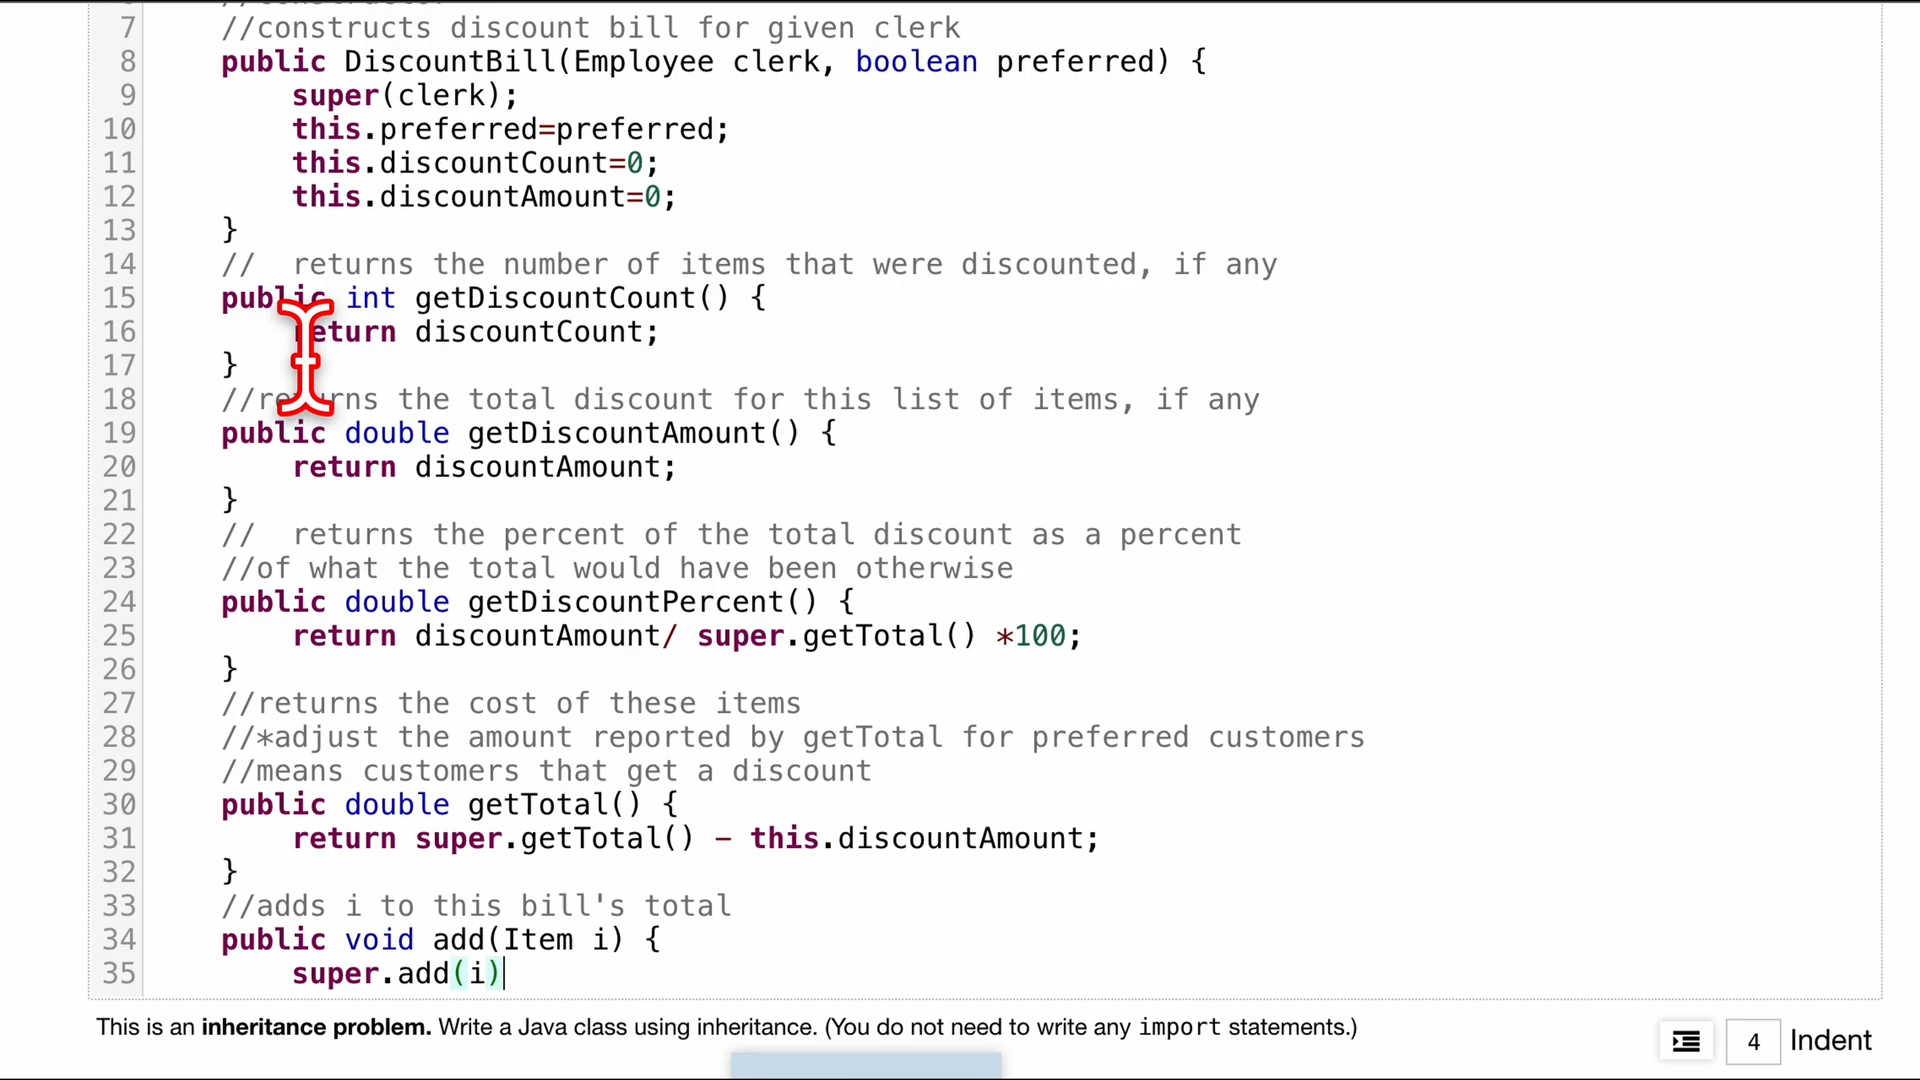 7 //constructs discount bill for given clerk
8 public DiscountBill(Employee clerk, boolean preferred) {
9 super(clerk);
10 this.preferred=preferred;
11 this.discountCount=0;
12 this.discountAmount=0;
13 }
14 //  returns the number of items that were discounted, if any
15 public int getDiscountCount() {
16 return discountCount;
17 }
18 //returns the total discount for this list of items, if any
19 public double getDiscountAmount() {
20 return discountAmount;
21 }
22 //  returns the percent of the total discount as a percent
23 //of what the total would have been otherwise
24 public double getDiscountPercent() {
25 return discountAmount/ super.getTotal() *100;
26 }
27 //returns the cost of these items
28 //*adjust the amount reported by getTotal for preferred customers
29 //means customers that get a discount
30 public double getTotal() {
31 return super.getTotal() - this.discountAmount;
32 }
33 //adds i to this bill's total
34 public void add(Item i) {
35 super.add(i)
This is an inheritance problem. Write a Java class using inheritance. (You do not need to write any import statements.)
4 Indent